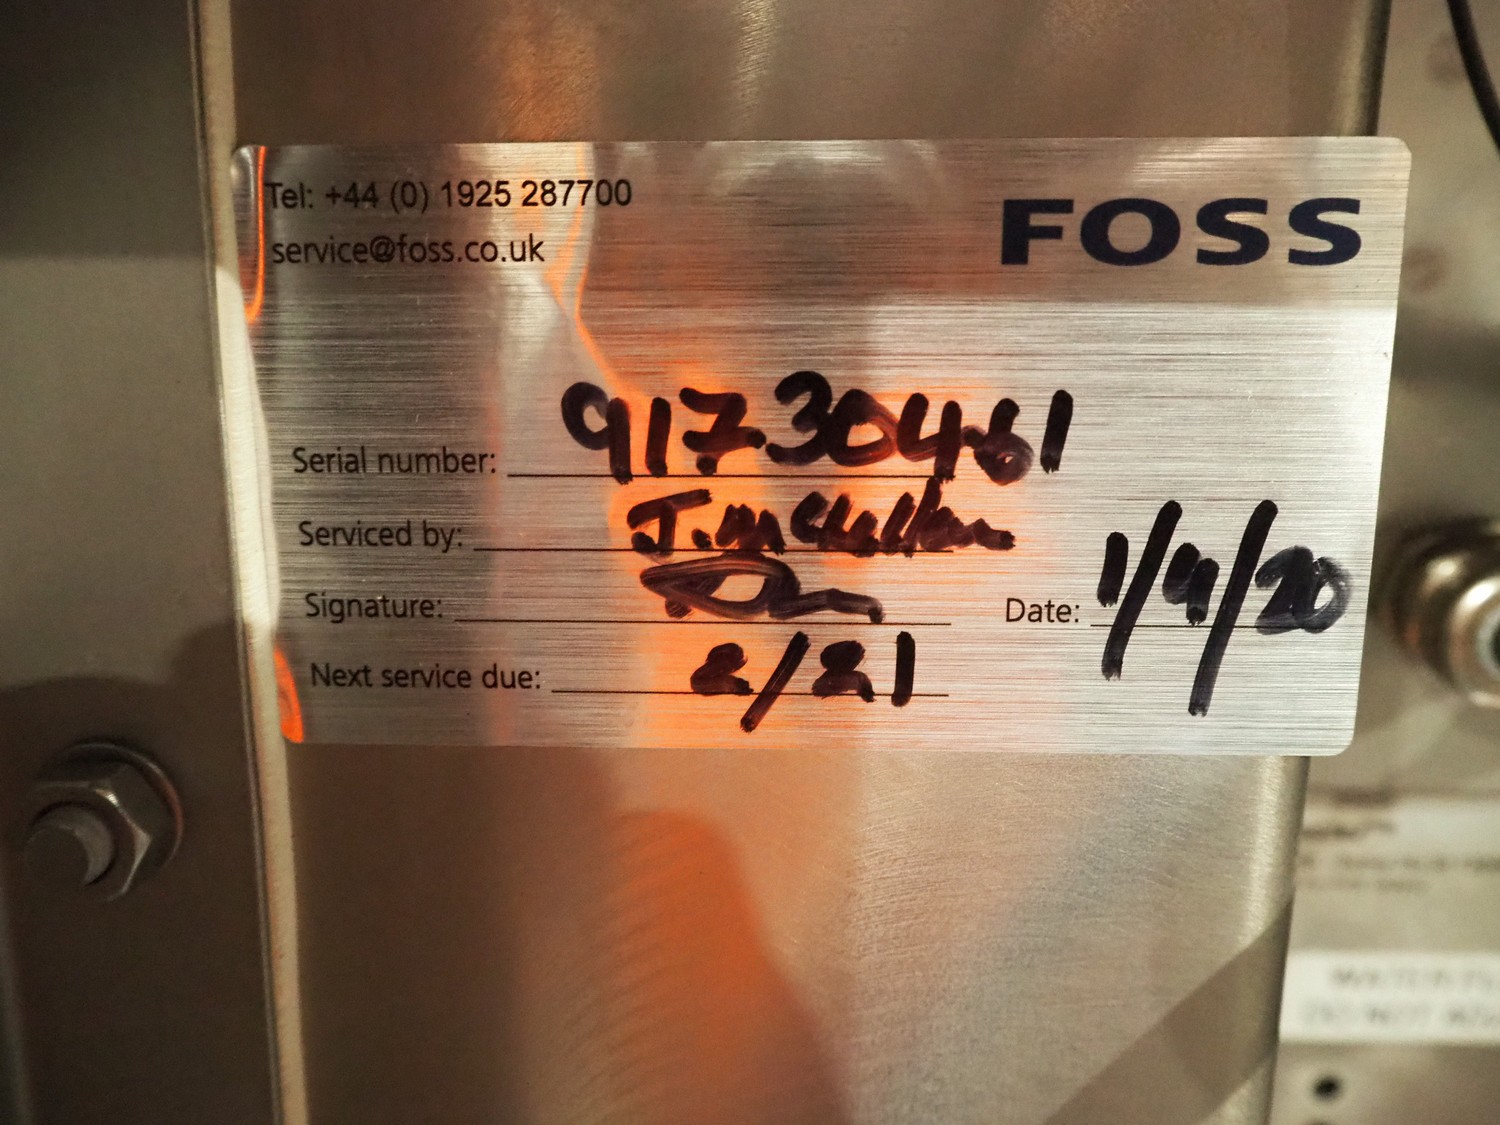 Tel: +44 (0) 1925 287700
service@foss.co.uk
FOSS
Serial number: 91730461
Serviced by: J. McClellan
Signature:
Date: 1/4/20
Next service due: 2/21